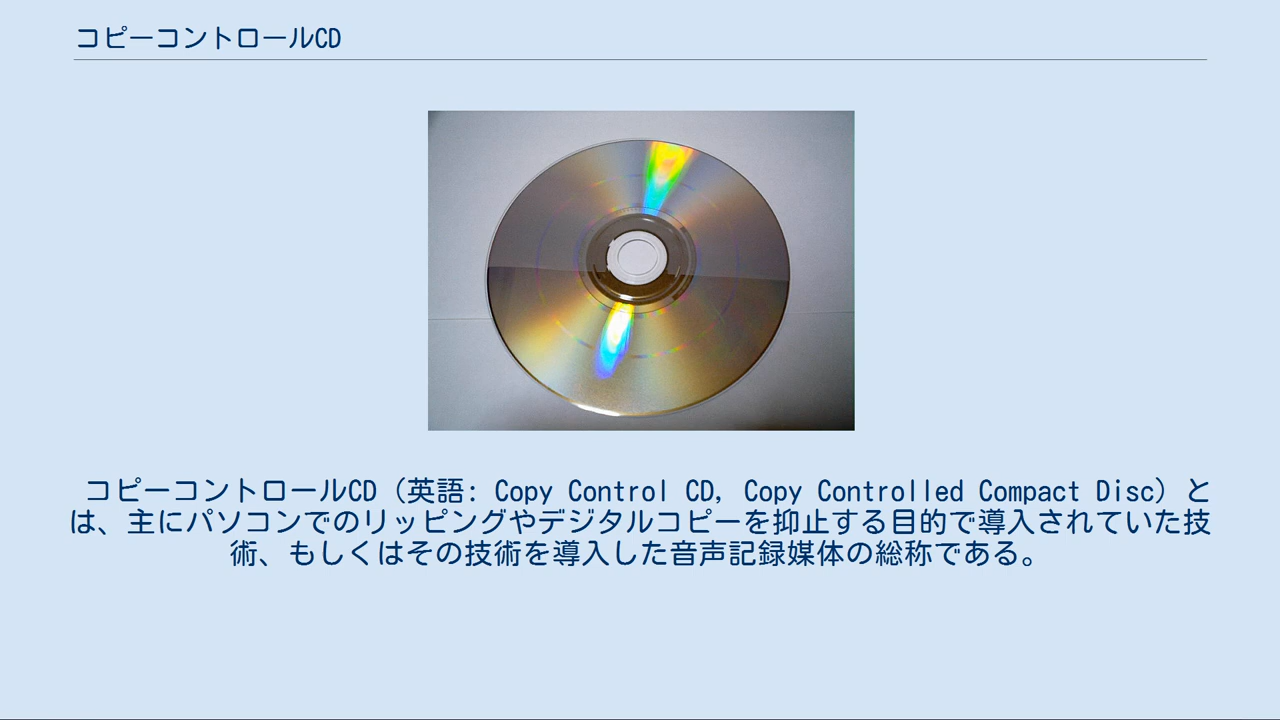 コピーコントロールCD
コピーコントロールCD（英語: Copy Control CD, Copy Controlled Compact Disc）と
は、主にパソコンでのリッピングやデジタルコピーを抑止する目的で導入されていた技
術、もしくはその技術を導入した音声記録媒体の総称である。